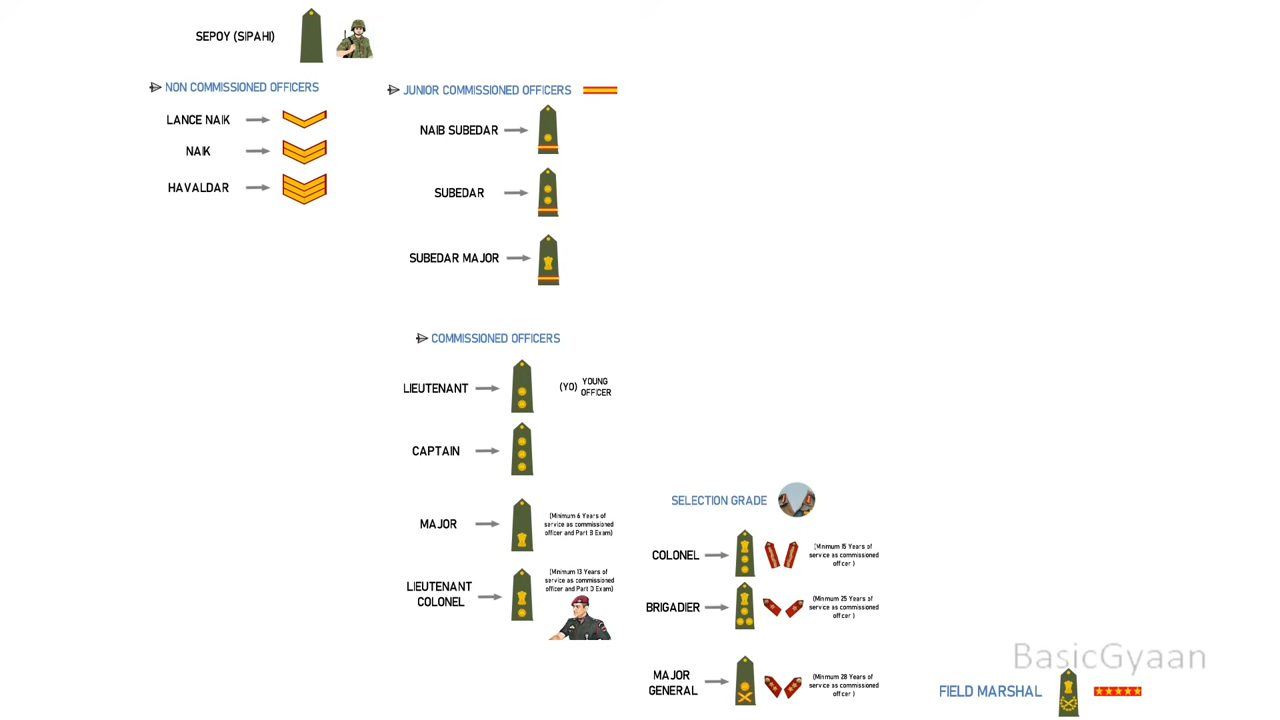 SEPOY (SIPAHI)
NON COMMISSIONED OFFICERS
LANCE NAIK
NAIK
HAVALDAR
JUNIOR COMMISSIONED OFFICERS
NAIB SUBEDAR
SUBEDAR
SUBEDAR MAJOR
COMMISSIONED OFFICERS
LIEUTENANT
(YO) YOUNG
OFFICER
CAPTAIN
MAJOR
(Minimum 6 Years of
service as commissioned
officer and Part B Exam)
LIEUTENANT
COLONEL
(Minimum 13 Years of
service as commissioned
officer and Part D Exam)
SELECTION GRADE
COLONEL
(Minimum 15 Years of
service as commissioned
officer )
BRIGADIER
(Minimum 25 Years of
service as commissioned
officer )
MAJOR
GENERAL
(Minimum 28 Years of
service as commissioned
officer )
BasicGyaan
FIELD MARSHAL